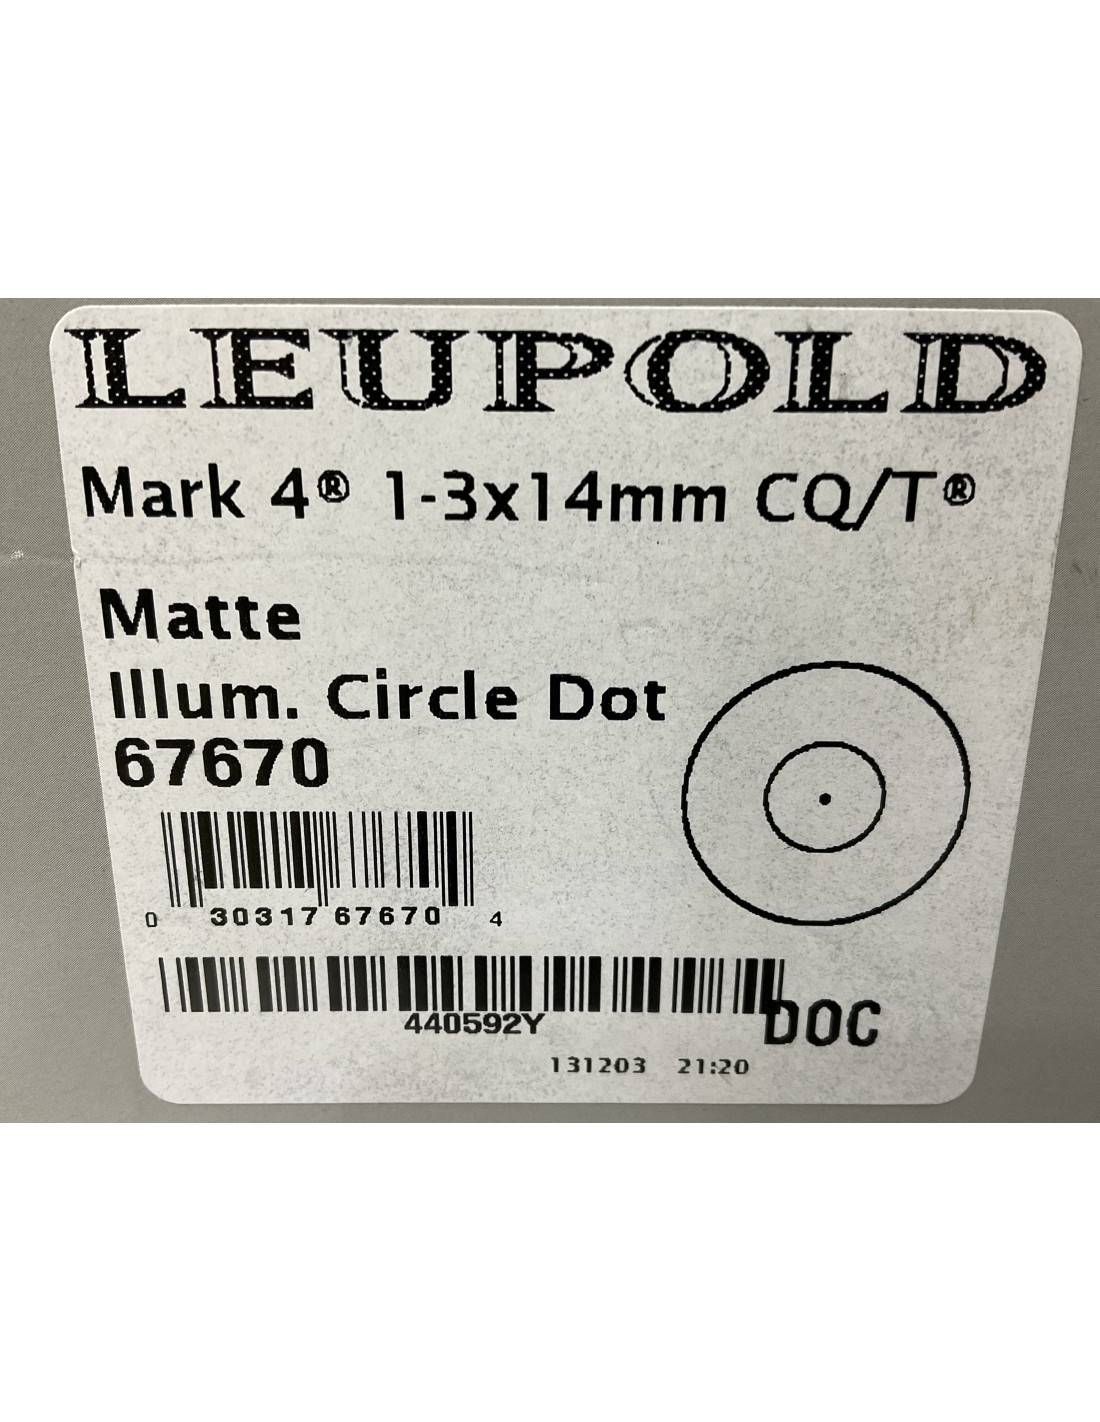 LEUPOLD
Mark 4® 1-3x14mm CQ/T®
Matte
Illum. Circle Dot
67670
0 30317 67670 4
440592Y
DOC
131203 21:20